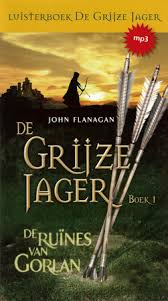 LUISTERBOEK DE GRIJZE JAGER
mp3
JOHN FLANAGAN
DE
GRIJZE
JAGER
BOEK 1
DE RUÏNES
VAN
GORLAN